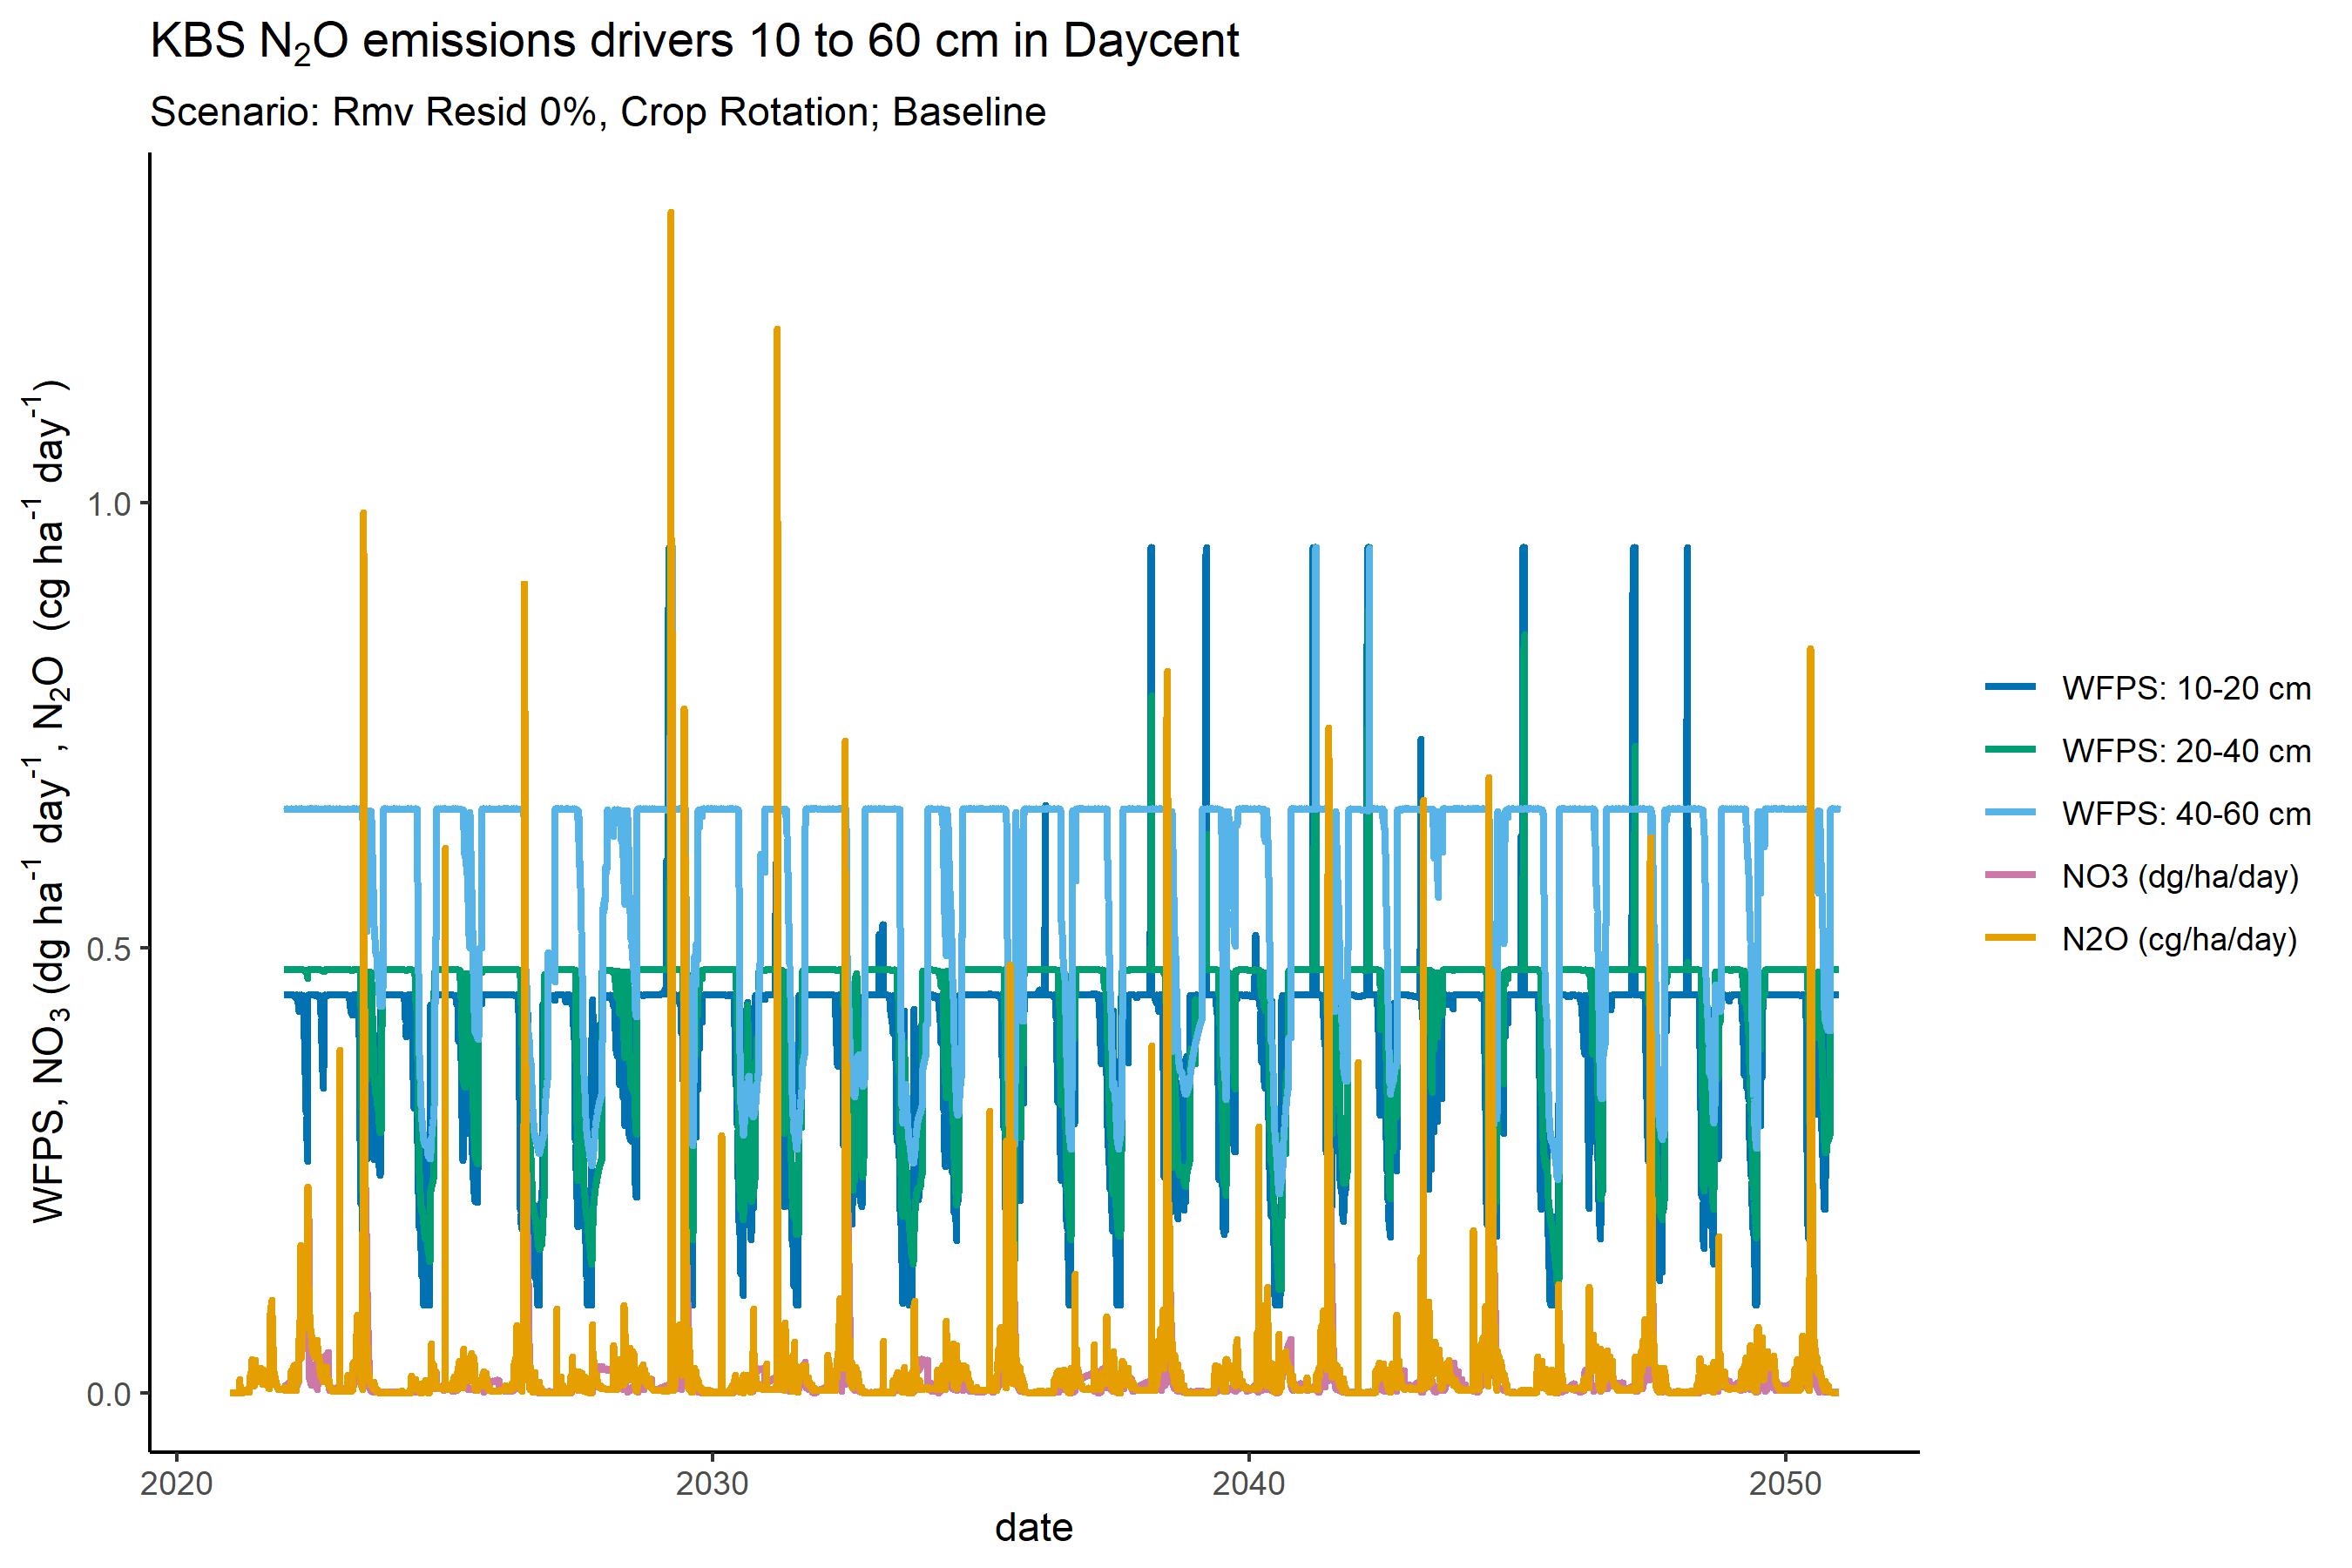 KBS N₂O emissions drivers 10 to 60 cm in Daycent
Scenario: Rmv Resid 0%, Crop Rotation; Baseline
WFPS, NO₃ (dg ha⁻¹ day⁻¹, N₂O (cg ha⁻¹ day⁻¹)
1.0
0.5
0.0
2020
2030
2040
2050
date
WFPS: 10-20 cm
WFPS: 20-40 cm
WFPS: 40-60 cm
NO3 (dg/ha/day)
N2O (cg/ha/day)